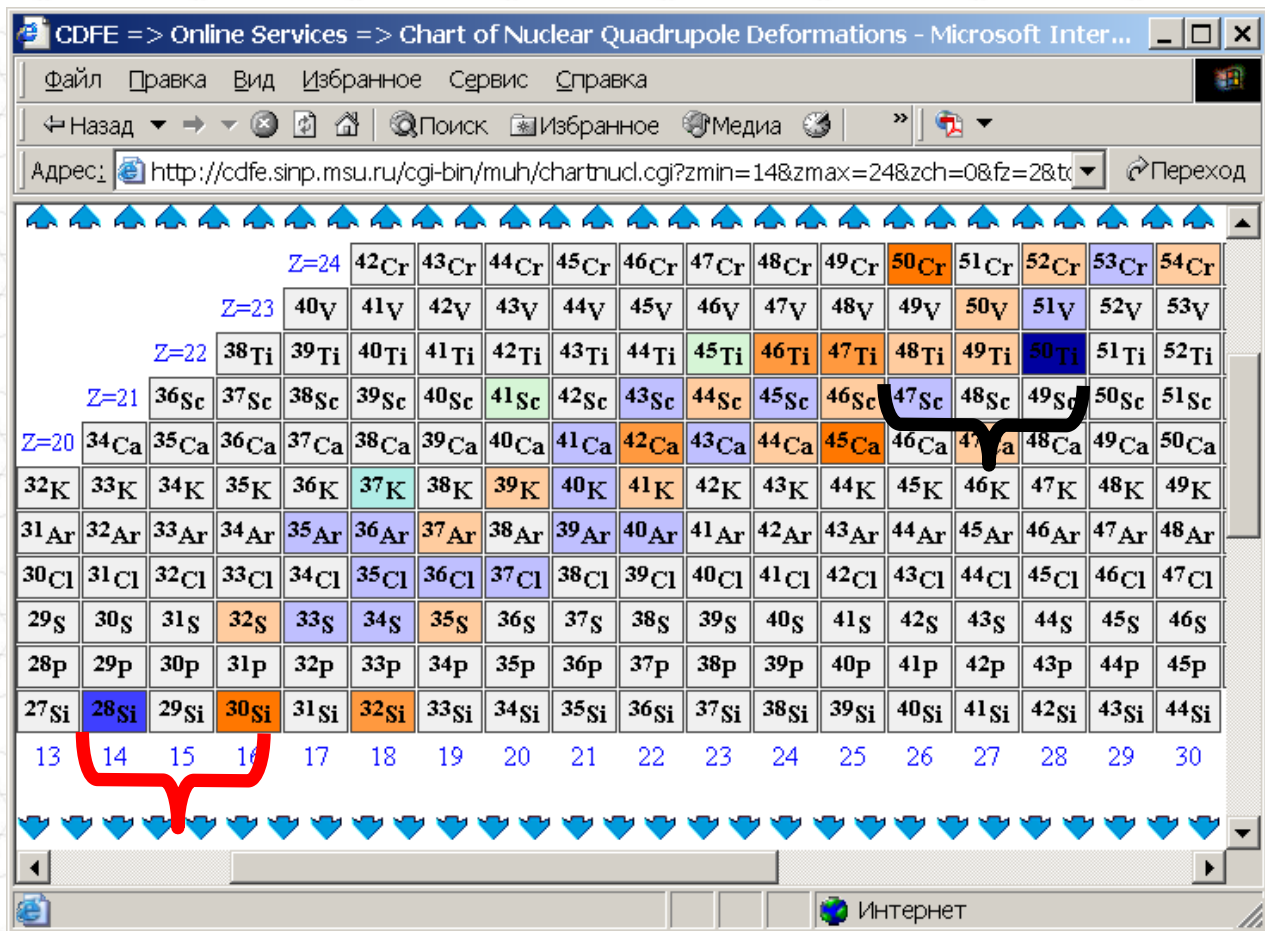 CDFE => Online Services => Chart of Nuclear Quadrupole Deformations - Microsoft Inter...
Файл Правка Вид Избранное Сервис Справка
Назад Поиск Избранное Медиа »
Адрес: http://cdfe.sinp.msu.ru/cgi-bin/muh/chartnucl.cgi?zmin=14&zmax=24&zch=0&fz=2&tc Переход
Z=24 42Cr 43Cr 44Cr 45Cr 46Cr 47Cr 48Cr 49Cr 50Cr 51Cr 52Cr 53Cr 54Cr
Z=23 40V 41V 42V 43V 44V 45V 46V 47V 48V 49V 50V 51V 52V 53V
Z=22 38Ti 39Ti 40Ti 41Ti 42Ti 43Ti 44Ti 45Ti 46Ti 47Ti 48Ti 49Ti 50Ti 51Ti 52Ti
Z=21 36Sc 37Sc 38Sc 39Sc 40Sc 41Sc 42Sc 43Sc 44Sc 45Sc 46Sc 47Sc 48Sc 49Sc 50Sc 51Sc
Z=20 34Ca 35Ca 36Ca 37Ca 38Ca 39Ca 40Ca 41Ca 42Ca 43Ca 44Ca 45Ca 46Ca 47Ca 48Ca 49Ca 50Ca
32K 33K 34K 35K 36K 37K 38K 39K 40K 41K 42K 43K 44K 45K 46K 47K 48K 49K
31Ar 32Ar 33Ar 34Ar 35Ar 36Ar 37Ar 38Ar 39Ar 40Ar 41Ar 42Ar 43Ar 44Ar 45Ar 46Ar 47Ar 48Ar
30Cl 31Cl 32Cl 33Cl 34Cl 35Cl 36Cl 37Cl 38Cl 39Cl 40Cl 41Cl 42Cl 43Cl 44Cl 45Cl 46Cl 47Cl
29S 30S 31S 32S 33S 34S 35S 36S 37S 38S 39S 40S 41S 42S 43S 44S 45S 46S
28P 29P 30P 31P 32P 33P 34P 35P 36P 37P 38P 39P 40P 41P 42P 43P 44P 45P
27Si 28Si 29Si 30Si 31Si 32Si 33Si 34Si 35Si 36Si 37Si 38Si 39Si 40Si 41Si 42Si 43Si 44Si
13 14 15 16 17 18 19 20 21 22 23 24 25 26 27 28 29 30
Интернет